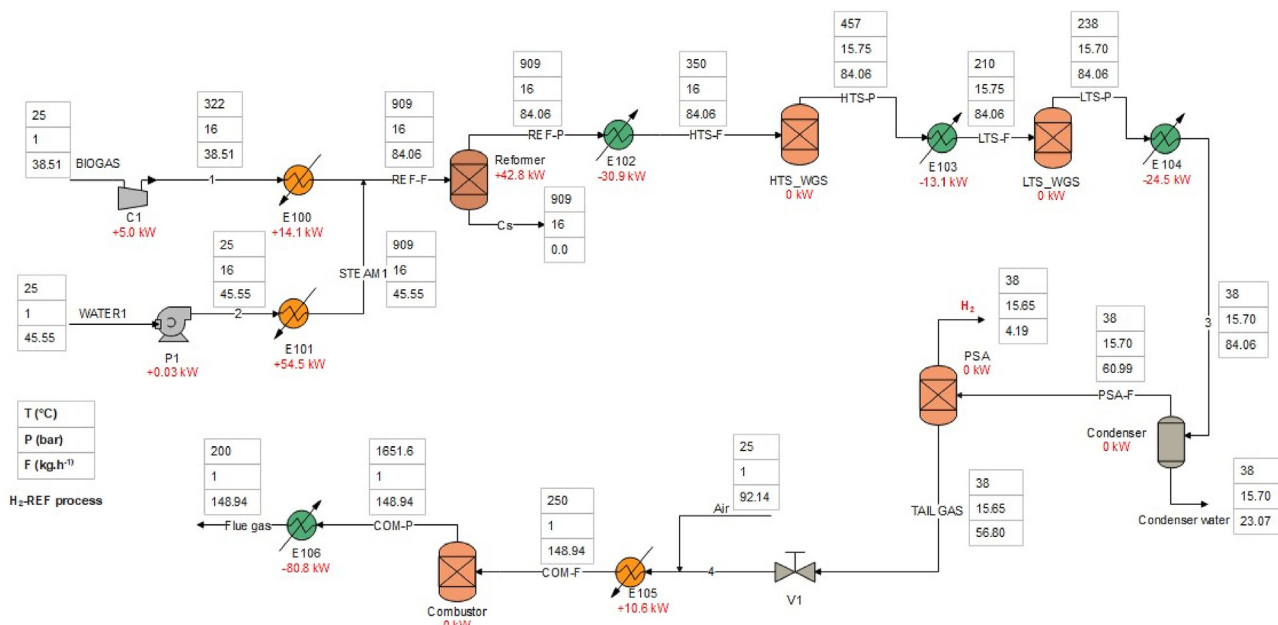 457
15.75
84.06
238
15.70
84.06
909
16
84.06
350
16
84.06
210
15.75
84.06
HTS-P
LTS-P
25
1
38.51
322
16
38.51
909
16
84.06
REF-P
HTS-F
LTS-F
BIOGAS
1
REF-F
Reformer
+42.8 kW
E102
-30.9 kW
HTS_WGS
0 kW
E103
-13.1 kW
LTS_WGS
0 kW
E104
-24.5 kW
C1
+5.0 kW
E100
+14.1 kW
Cs
909
16
0.0
25
16
45.55
STEAM1
909
16
45.55
25
1
45.55
WATER1
2
P1
+0.03 kW
E101
+54.5 kW
H₂
38
15.65
4.19
38
15.70
60.99
3
38
15.70
84.06
PSA
0 kW
PSA-F
Condenser
0 kW
T (°C)
P (bar)
F (kg.h⁻¹)
H₂-REF process
200
1
148.94
1651.6
1
148.94
25
1
92.14
38
15.70
23.07
Condenser water
250
1
148.94
Air
TAIL GAS
38
15.65
56.80
Flue gas
COM-P
E106
-80.8 kW
COM-F
4
Combustor
0 kW
E105
+10.6 kW
V1